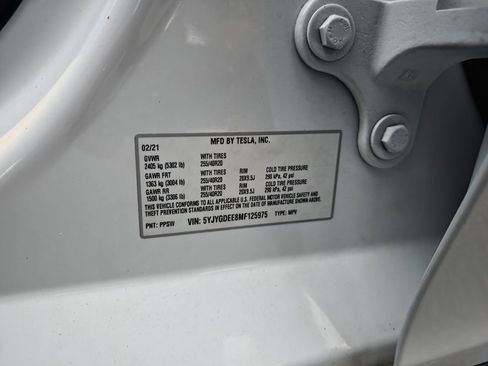 MFD BY TESLA, INC.
02/21
GVWR WITH TIRES
2405 kg (5302 lb) 255/40R20
GAWR FRT WITH TIRES RIM COLD TIRE PRESSURE
1363 kg (3004 lb) 255/40R20 20X9.5J 290 kPa, 42 psi
GAWR RR WITH TIRES RIM COLD TIRE PRESSURE
1500 kg (3306 lb) 255/40R20 20X9.5J 290 kPa, 42 psi
THIS VEHICLE CONFORMS TO ALL APPLICABLE U.S. FEDERAL MOTOR VEHICLE SAFETY AND
THEFT PREVENTION STANDARDS IN EFFECT ON THE DATE OF MANUFACTURE SHOWN ABOVE.
PNT: PPSW VIN: 5YJYGDEE8MF125975 TYPE: MPV